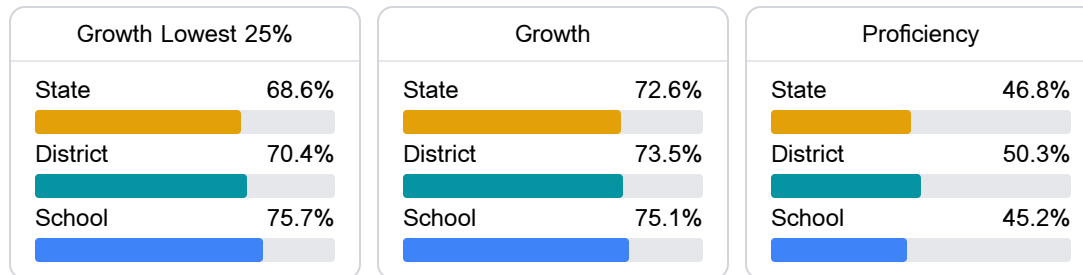 Growth Lowest 25%
State 68.6%
District 70.4%
School 75.7%
Growth
State 72.6%
District 73.5%
School 75.1%
Proficiency
State 46.8%
District 50.3%
School 45.2%